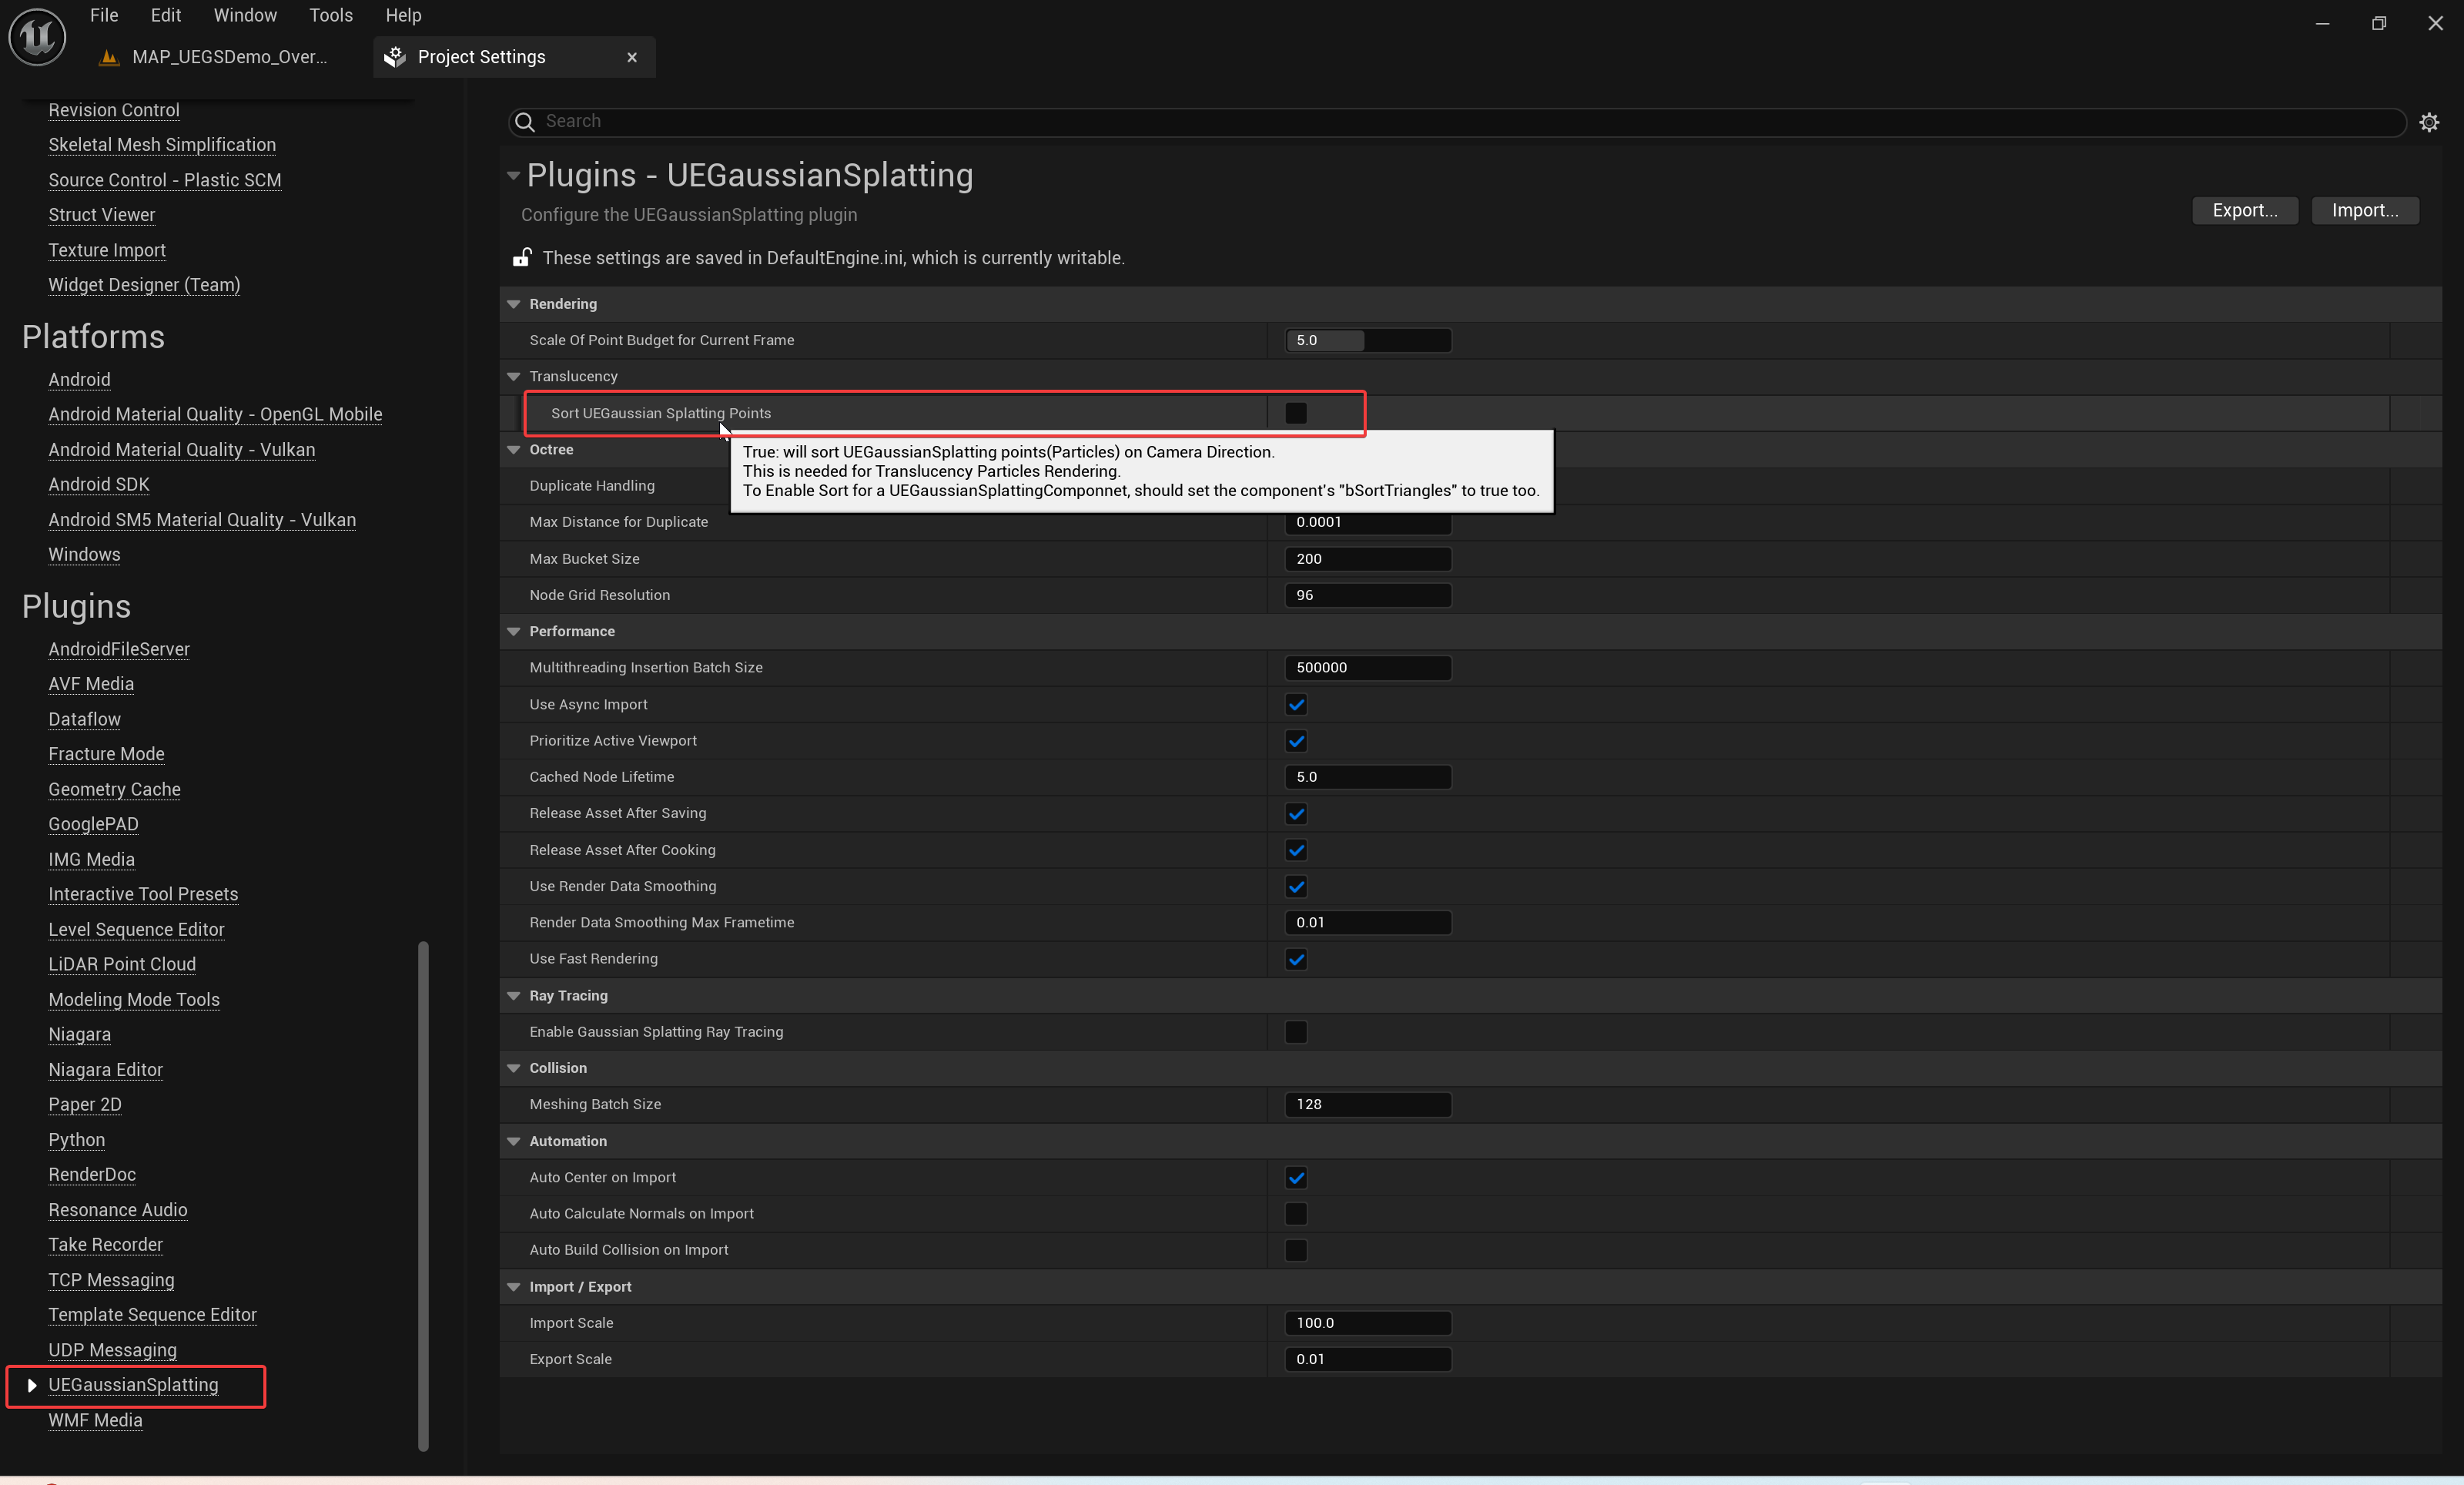 File Edit Window Tools Help
MAP_UEGSDemo_Over...
Project Settings
Revision Control
Skeletal Mesh Simplification
Source Control - Plastic SCM
Struct Viewer
Texture Import
Widget Designer (Team)
Platforms
Android
Android Material Quality - OpenGL Mobile
Android Material Quality - Vulkan
Android SDK
Android SM5 Material Quality - Vulkan
Windows
Plugins
AndroidFileServer
AVF Media
Dataflow
Fracture Mode
Geometry Cache
GooglePAD
IMG Media
Interactive Tool Presets
Level Sequence Editor
LiDAR Point Cloud
Modeling Mode Tools
Niagara
Niagara Editor
Paper 2D
Python
RenderDoc
Resonance Audio
Take Recorder
TCP Messaging
Template Sequence Editor
UDP Messaging
UEGaussianSplatting
WMF Media
Search
Plugins - UEGaussianSplatting
Configure the UEGaussianSplatting plugin
Export...
Import...
These settings are saved in DefaultEngine.ini, which is currently writable.
Rendering
Scale Of Point Budget for Current Frame 5.0
Translucency
Sort UEGaussian Splatting Points
True: will sort UEGaussianSplatting points(Particles) on Camera Direction.
This is needed for Translucency Particles Rendering.
To Enable Sort for a UEGaussianSplattingComponnet, should set the component's "bSortTriangles" to true too.
Octree
Duplicate Handling
Max Distance for Duplicate 0.0001
Max Bucket Size 200
Node Grid Resolution 96
Performance
Multithreading Insertion Batch Size 500000
Use Async Import
Prioritize Active Viewport
Cached Node Lifetime 5.0
Release Asset After Saving
Release Asset After Cooking
Use Render Data Smoothing
Render Data Smoothing Max Frametime 0.01
Use Fast Rendering
Ray Tracing
Enable Gaussian Splatting Ray Tracing
Collision
Meshing Batch Size 128
Automation
Auto Center on Import
Auto Calculate Normals on Import
Auto Build Collision on Import
Import / Export
Import Scale 100.0
Export Scale 0.01